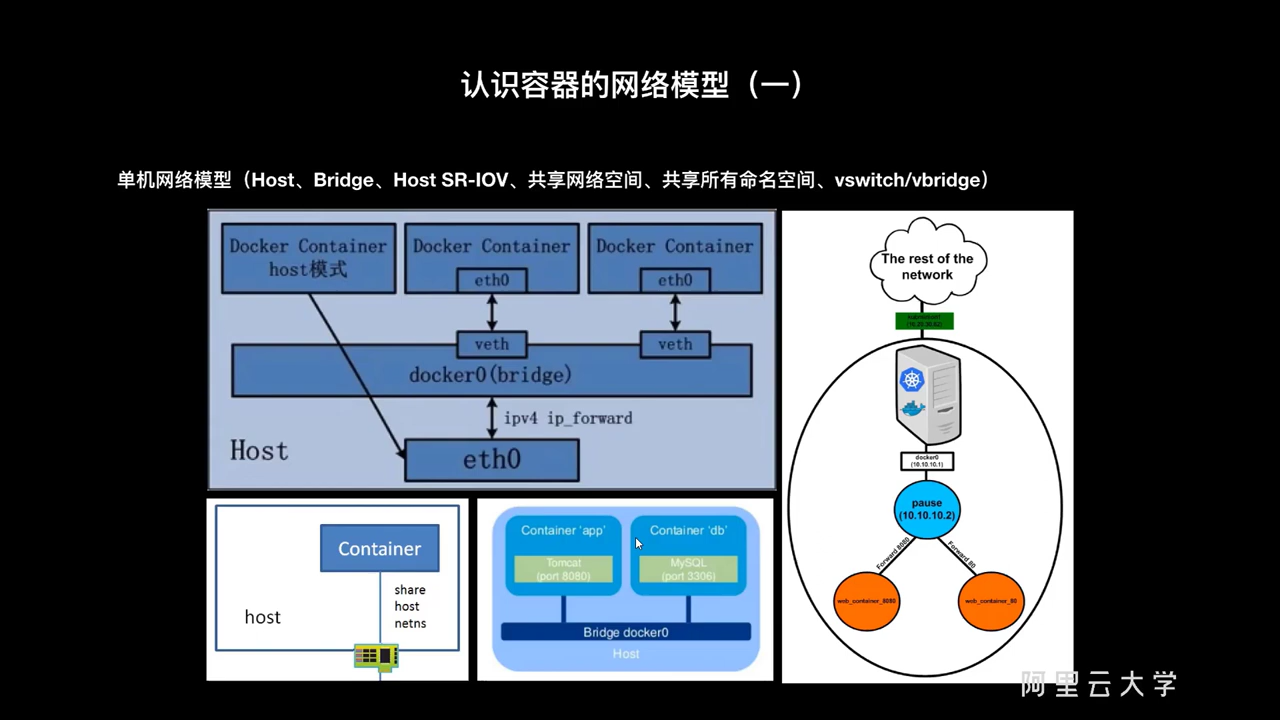 认识容器的网络模型（一）
单机网络模型（Host、Bridge、Host SR-IOV、共享网络空间、共享所有命名空间、vswitch/vbridge）
Docker Container
host模式
Docker Container
eth0
Docker Container
eth0
veth
veth
docker0(bridge)
ipv4 ip_forward
Host
eth0
Container
share
host
netns
host
Container 'app'
Tomcat
(port 8080)
Container 'db'
MySQL
(port 3306)
Bridge docker0
Host
The rest of the
network
docker0
(10.10.10.1)
pause
(10.10.10.2)
Forward 8080
Forward 80
web_container_8080
web_container_80
阿里云大学